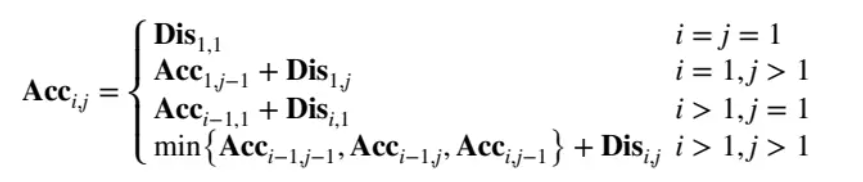 Acc_{i,j} = { Dis_{1,1} i = j = 1
Acc_{1,j−1} + Dis_{1,j} i = 1, j > 1
Acc_{i−1,1} + Dis_{i,1} i > 1, j = 1
min{Acc_{i−1,j−1}, Acc_{i−1,j}, Acc_{i,j−1}} + Dis_{i,j} i > 1, j > 1